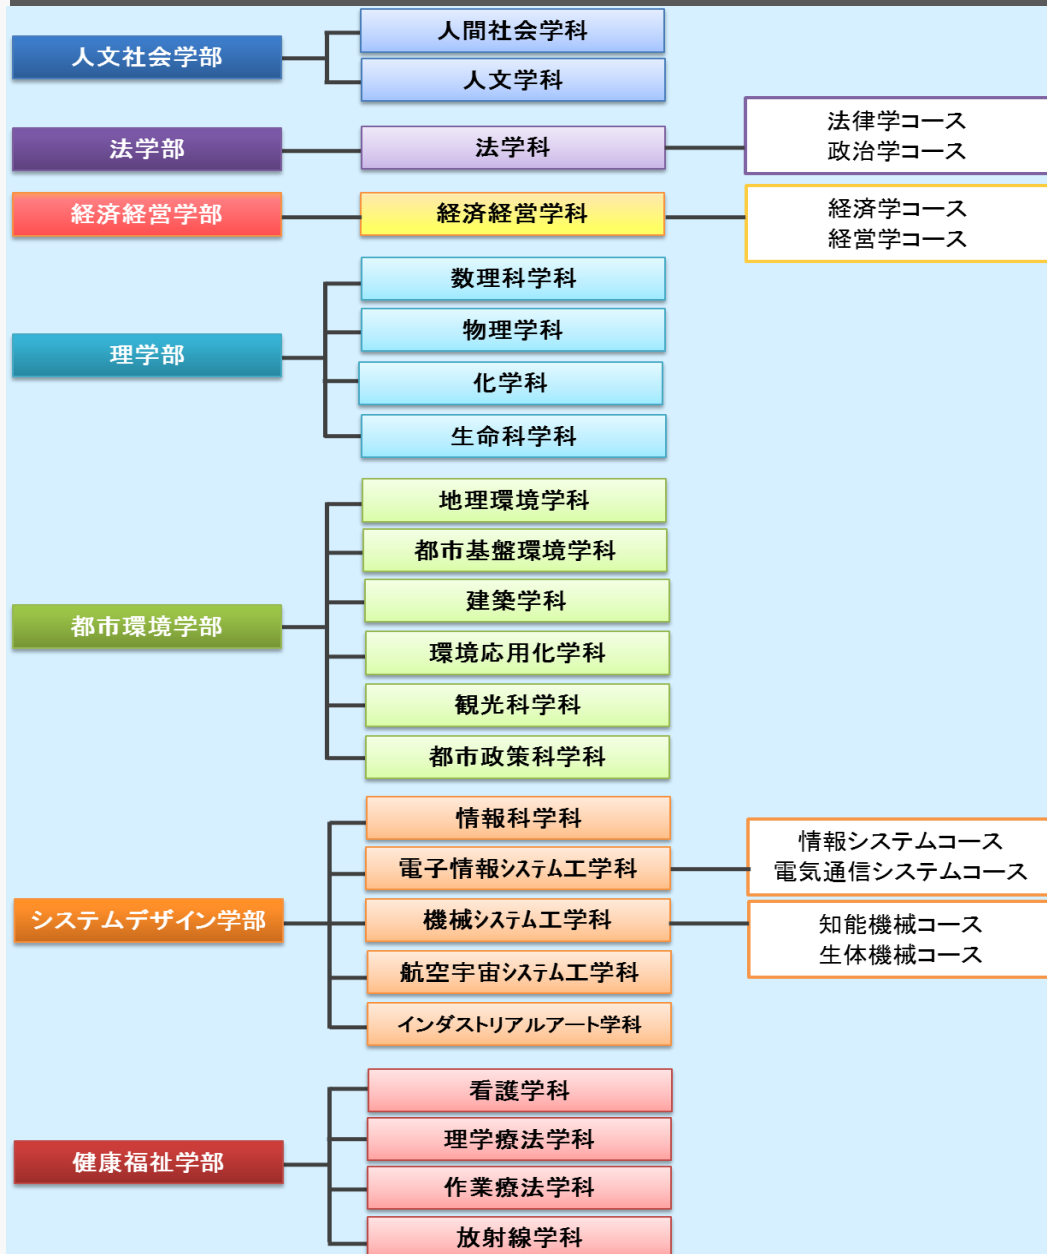 人文社会学部
人間社会学科
人文学科
法学部
法学科
法律学コース
政治学コース
経済経営学部
経済経営学科
経済学コース
経営学コース
理学部
数理科学科
物理学科
化学科
生命科学科
都市環境学部
地理環境学科
都市基盤環境学科
建築学科
環境応用化学科
観光科学科
都市政策科学科
システムデザイン学部
情報科学科
電子情報システム工学科
情報システムコース
電気通信システムコース
機械システム工学科
知能機械コース
生体機械コース
航空宇宙システム工学科
インダストリアルアート学科
健康福祉学部
看護学科
理学療法学科
作業療法学科
放射線学科